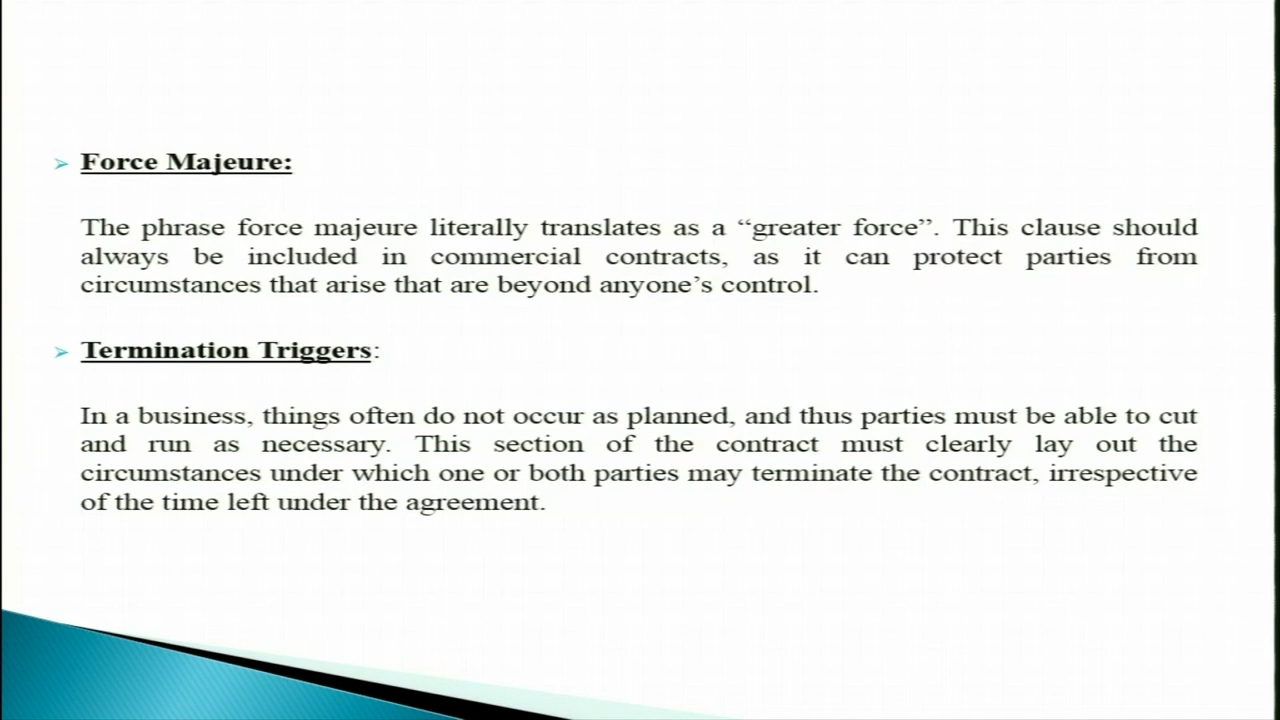 Force Majeure:
The phrase force majeure literally translates as a “greater force”. This clause should
always be included in commercial contracts, as it can protect parties from
circumstances that arise that are beyond anyone’s control.
Termination Triggers:
In a business, things often do not occur as planned, and thus parties must be able to cut
and run as necessary. This section of the contract must clearly lay out the
circumstances under which one or both parties may terminate the contract, irrespective
of the time left under the agreement.